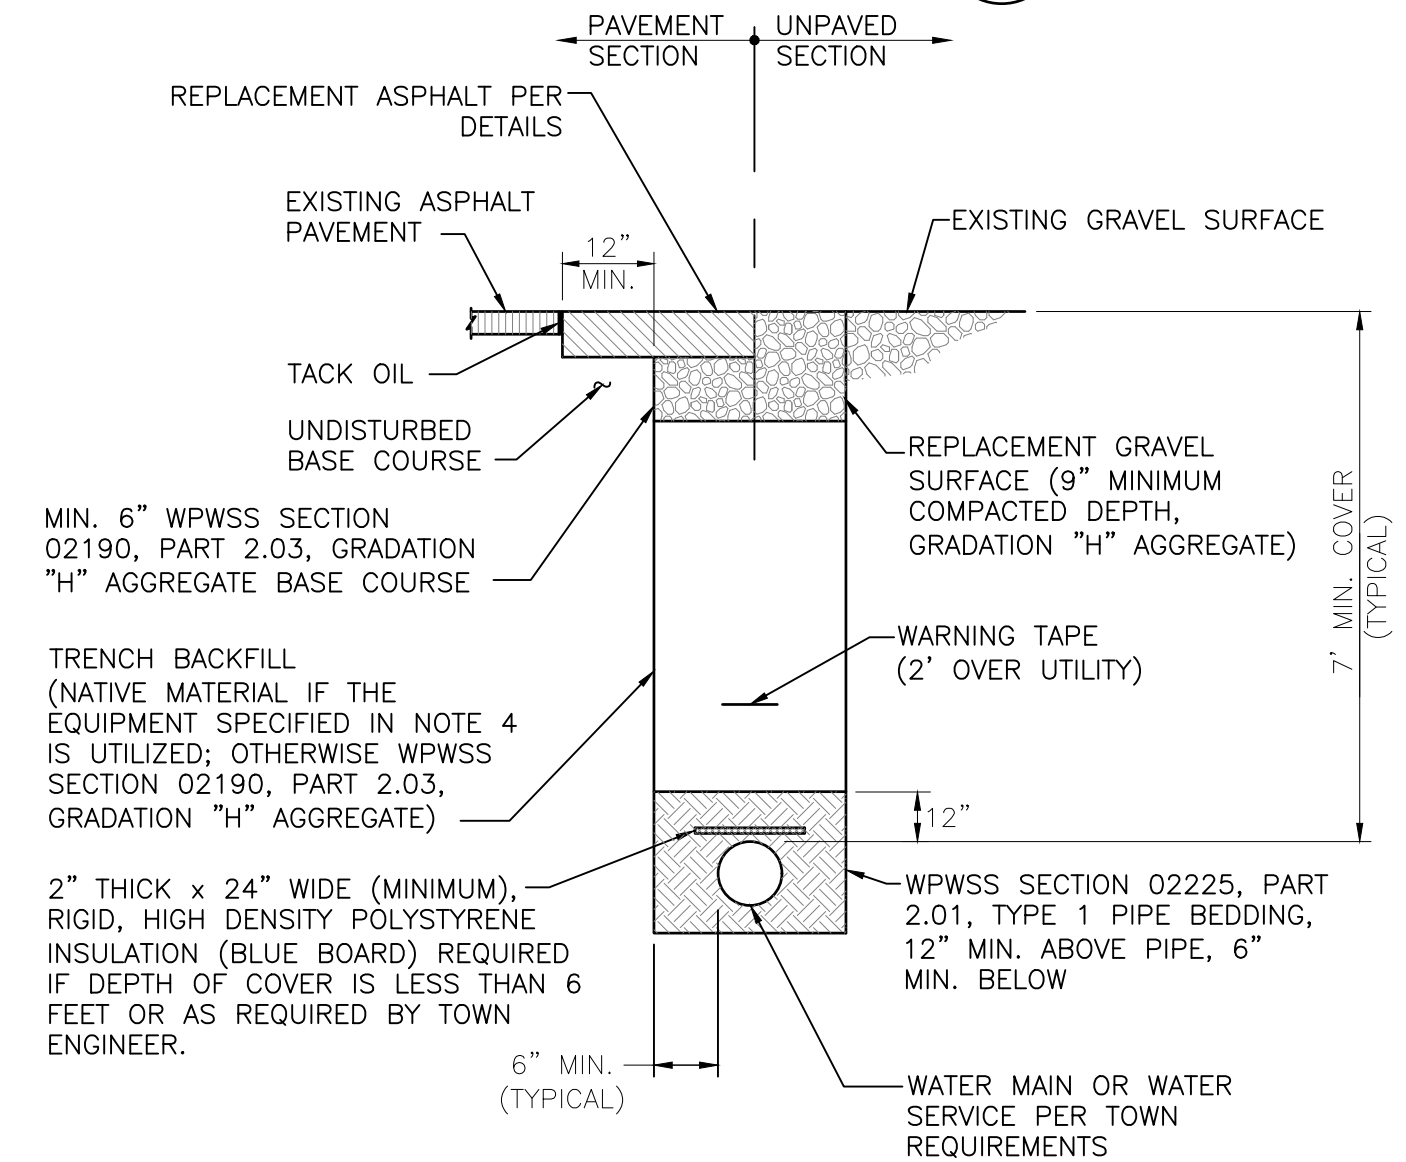 PAVEMENT
SECTION
UNPAVED
SECTION
REPLACEMENT ASPHALT PER
DETAILS
EXISTING ASPHALT
PAVEMENT
12”
MIN.
EXISTING GRAVEL SURFACE
TACK OIL
UNDISTURBED
BASE COURSE
REPLACEMENT GRAVEL
SURFACE (9” MINIMUM
COMPACTED DEPTH,
GRADATION ”H” AGGREGATE)
MIN. 6” WPWSS SECTION
02190, PART 2.03, GRADATION
”H” AGGREGATE BASE COURSE
7’ MIN. COVER
(TYPICAL)
WARNING TAPE
(2’ OVER UTILITY)
TRENCH BACKFILL
(NATIVE MATERIAL IF THE
EQUIPMENT SPECIFIED IN NOTE 4
IS UTILIZED; OTHERWISE WPWSS
SECTION 02190, PART 2.03,
GRADATION ”H” AGGREGATE)
12”
2” THICK x 24” WIDE (MINIMUM),
RIGID, HIGH DENSITY POLYSTYRENE
INSULATION (BLUE BOARD) REQUIRED
IF DEPTH OF COVER IS LESS THAN 6
FEET OR AS REQUIRED BY TOWN
ENGINEER.
WPWSS SECTION 02225, PART
2.01, TYPE 1 PIPE BEDDING,
12” MIN. ABOVE PIPE, 6”
MIN. BELOW
6” MIN.
(TYPICAL)
WATER MAIN OR WATER
SERVICE PER TOWN
REQUIREMENTS